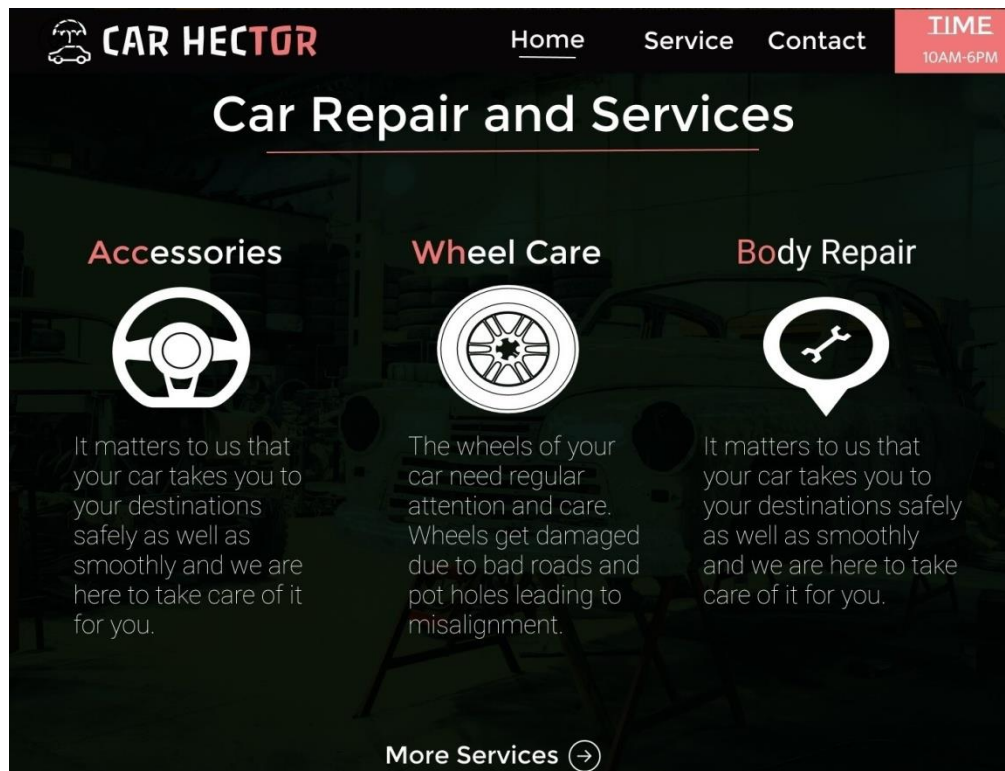 CAR HECTOR
Home
Service
Contact
TIME
10AM-6PM
Car Repair and Services
Accessories
It matters to us that
your car takes you to
your destinations
safely as well as
smoothly and we are
here to take care of it
for you.
Wheel Care
The wheels of your
car need regular
attention and care.
Wheels get damaged
due to bad roads and
pot holes leading to
misalignment.
Body Repair
It matters to us that
your car takes you to
your destinations safely
as well as smoothly
and we are here to take
care of it for you.
More Services